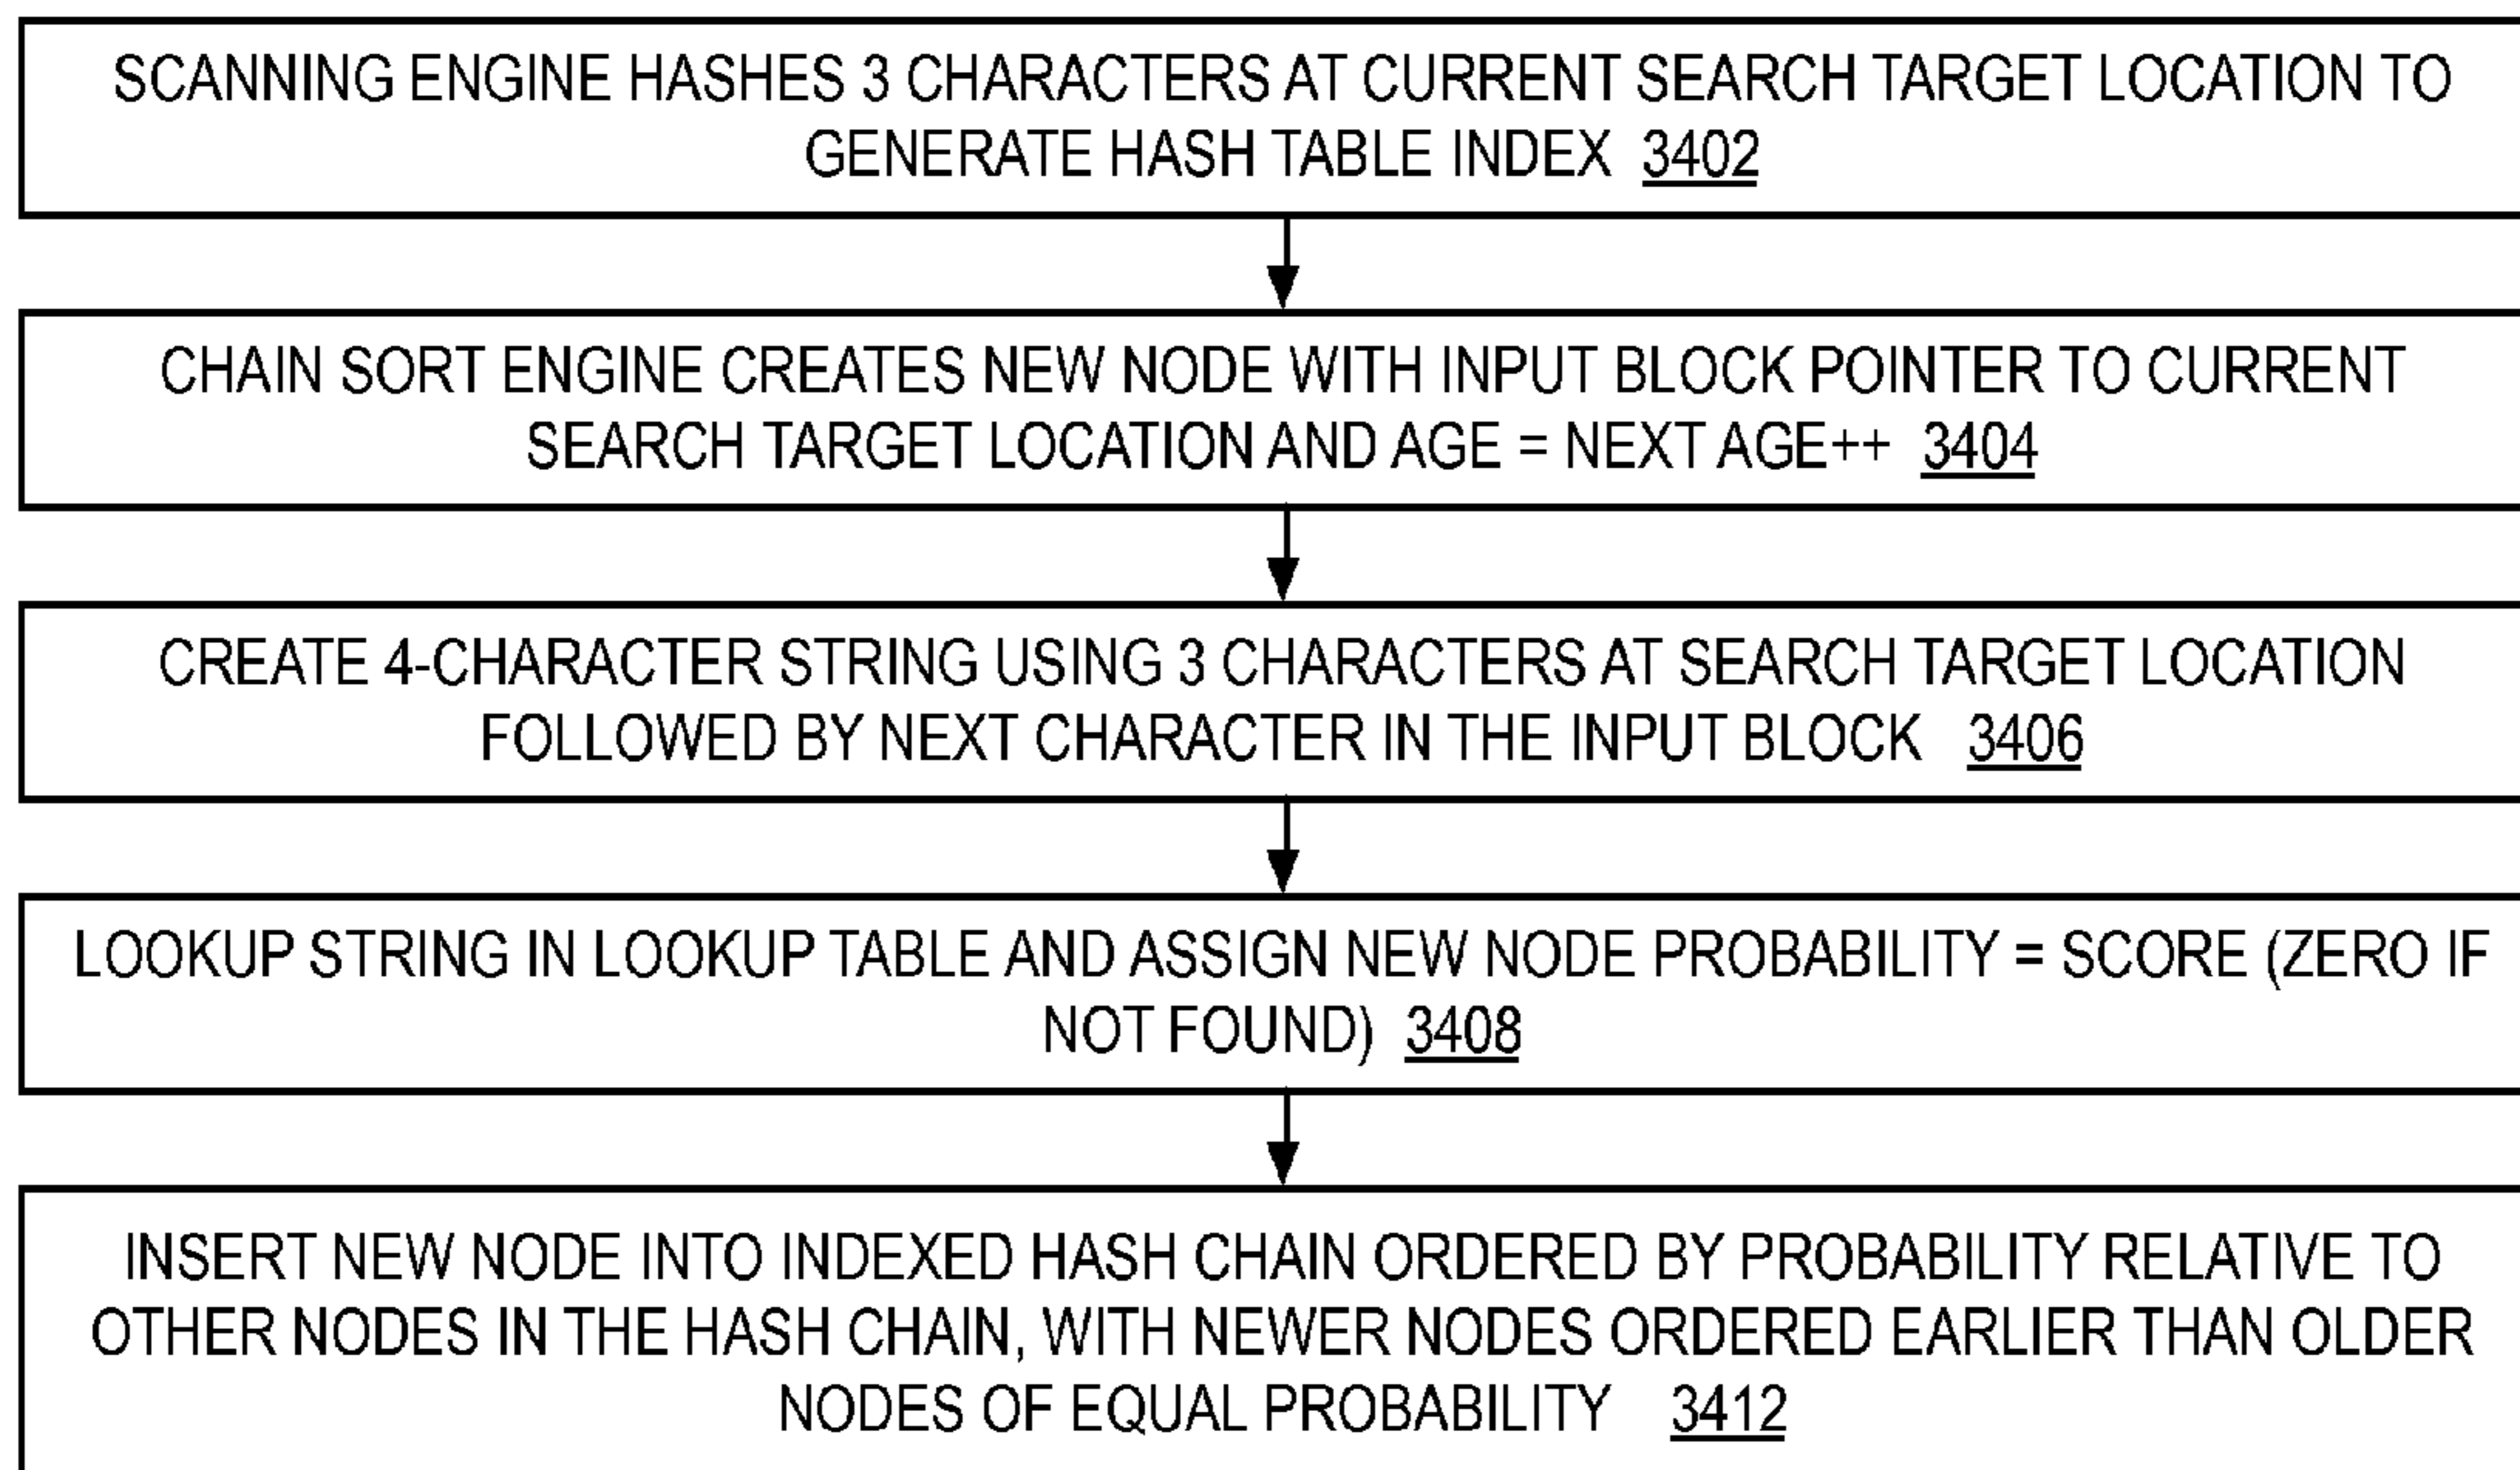 SCANNING ENGINE HASHES 3 CHARACTERS AT CURRENT SEARCH TARGET LOCATION TO
GENERATE HASH TABLE INDEX 3402
CHAIN SORT ENGINE CREATES NEW NODE WITH INPUT BLOCK POINTER TO CURRENT
SEARCH TARGET LOCATION AND AGE = NEXT AGE++ 3404
CREATE 4-CHARACTER STRING USING 3 CHARACTERS AT SEARCH TARGET LOCATION
FOLLOWED BY NEXT CHARACTER IN THE INPUT BLOCK 3406
LOOKUP STRING IN LOOKUP TABLE AND ASSIGN NEW NODE PROBABILITY = SCORE (ZERO IF
NOT FOUND) 3408
INSERT NEW NODE INTO INDEXED HASH CHAIN ORDERED BY PROBABILITY RELATIVE TO
OTHER NODES IN THE HASH CHAIN, WITH NEWER NODES ORDERED EARLIER THAN OLDER
NODES OF EQUAL PROBABILITY 3412